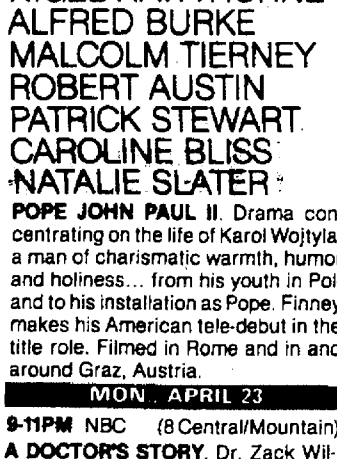 ALFRED BURKE
MALCOLM TIERNEY
ROBERT AUSTIN
PATRICK STEWART
CAROLINE BLISS
NATALIE SLATER
POPE JOHN PAUL II. Drama con
centrating on the life of Karol Wojtyla
a man of charismatic warmth, humor
and holiness... from his youth in Pol
and to his installation as Pope. Finney
makes his American tele-debut in the
title role. Filmed in Rome and in and
around Graz, Austria.
MON. APRIL 23
9-11PM NBC (8 Central/Mountain)
A DOCTOR'S STORY. Dr. Zack Wil-